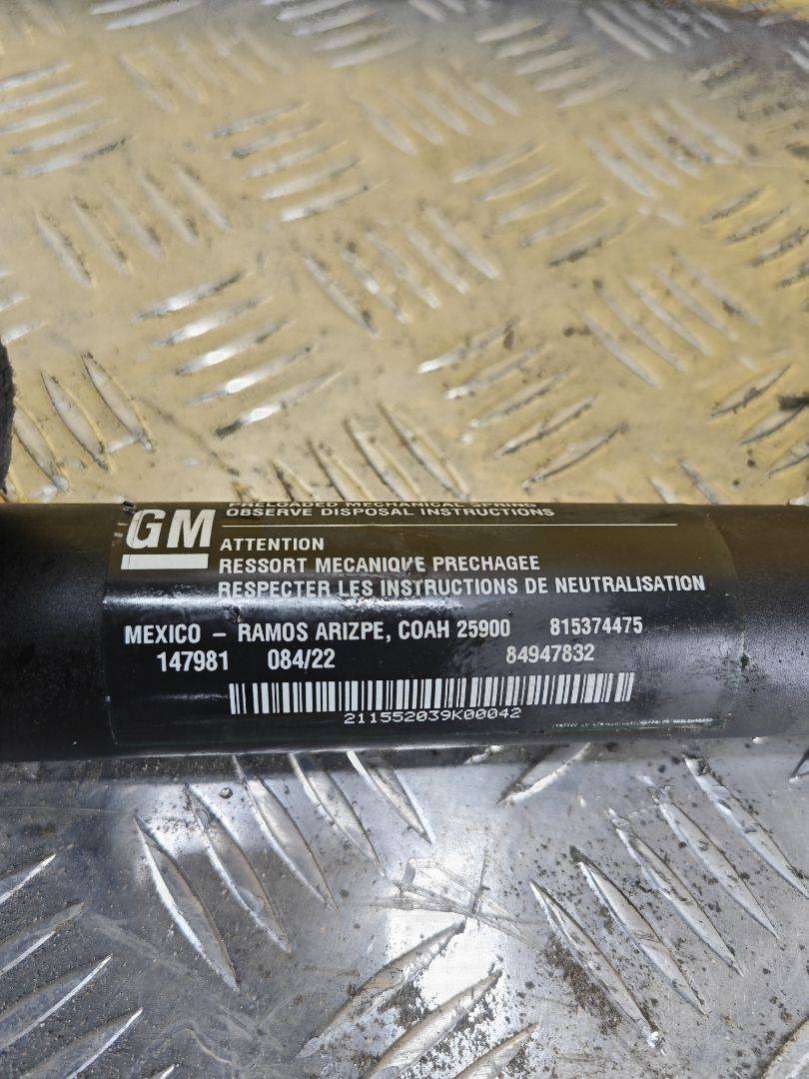 GM
PRELOADED MECHANICAL SPRING
OBSERVE DISPOSAL INSTRUCTIONS
ATTENTION
RESSORT MECANIQUE PRECHAGEE
RESPECTER LES INSTRUCTIONS DE NEUTRALISATION
MEXICO – RAMOS ARIZPE, COAH 25900 815374475
147981 084/22 84947832
211552039K00042